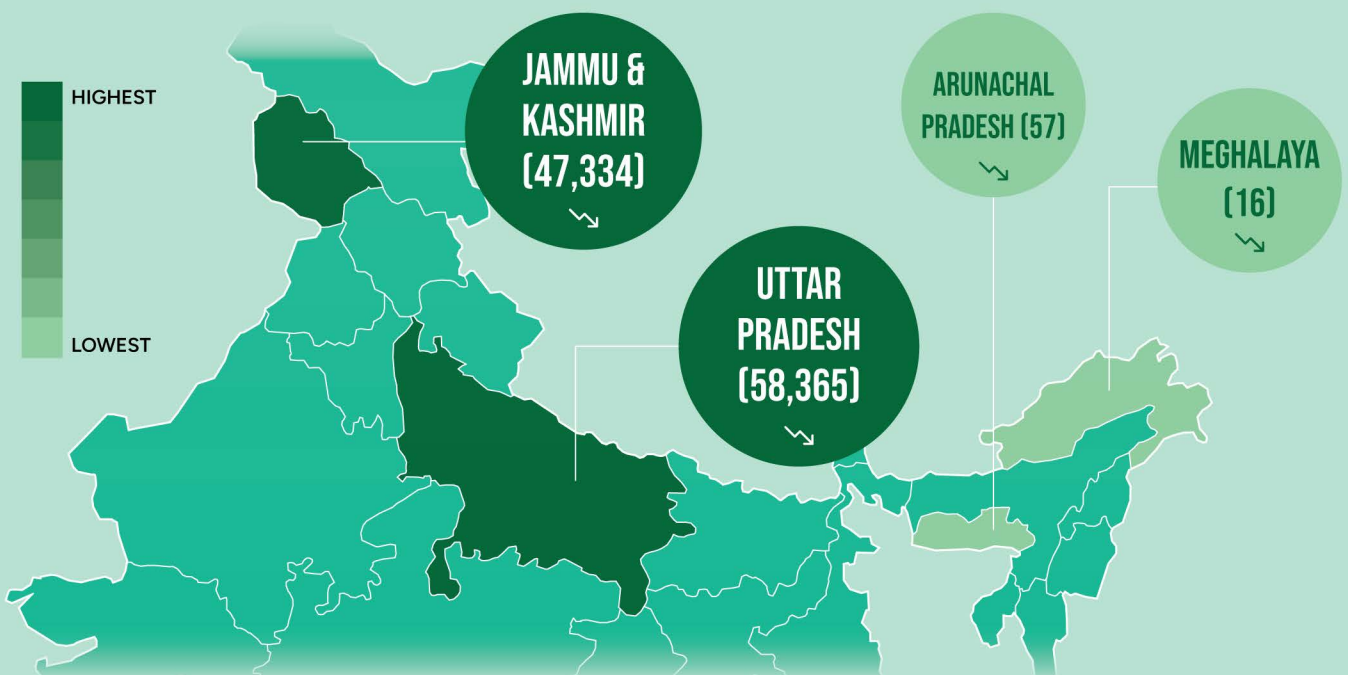 HIGHEST
LOWEST
JAMMU &
KASHMIR
(47,334)
UTTAR
PRADESH
(58,365)
ARUNACHAL
PRADESH (57)
MEGHALAYA
(16)